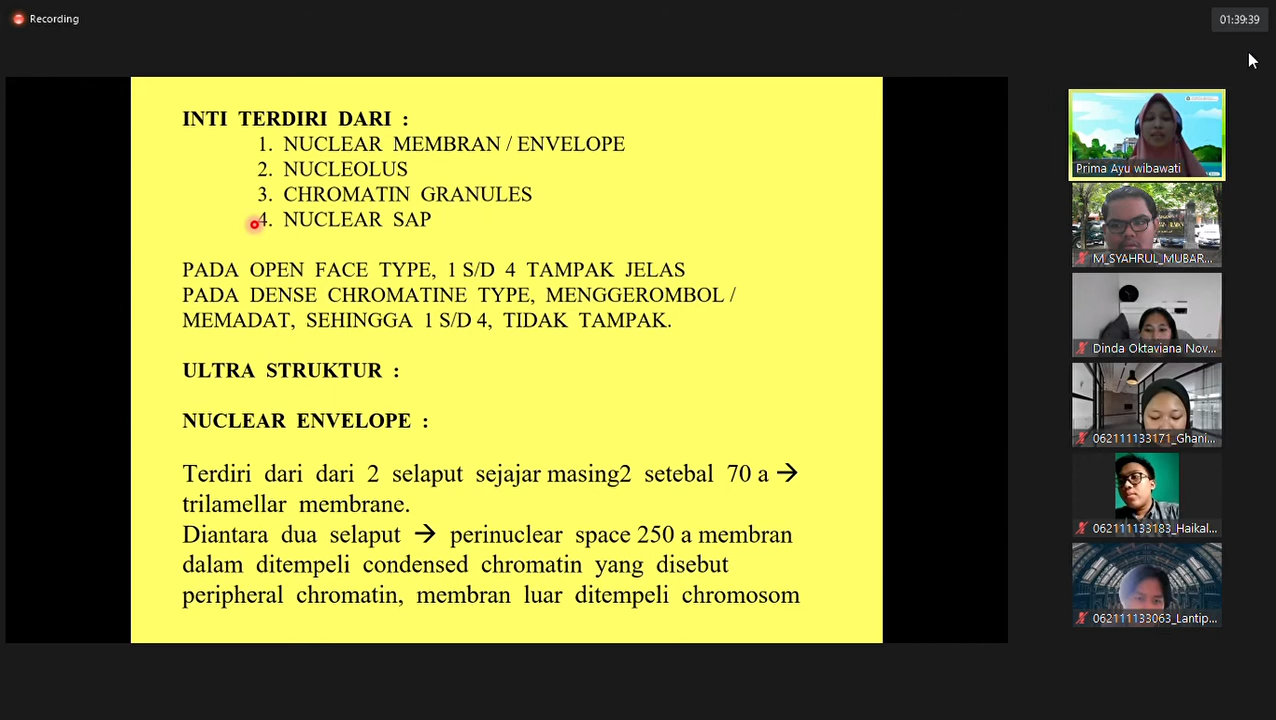 Recording
01:39:39
INTI TERDIRI DARI :
1. NUCLEAR MEMBRAN / ENVELOPE
2. NUCLEOLUS
3. CHROMATIN GRANULES
4. NUCLEAR SAP
PADA OPEN FACE TYPE, 1 S/D 4 TAMPAK JELAS
PADA DENSE CHROMATINE TYPE, MENGGEROMBOL /
MEMADAT, SEHINGGA 1 S/D 4, TIDAK TAMPAK.
ULTRA STRUKTUR :
NUCLEAR ENVELOPE :
Terdiri dari dari 2 selaput sejajar masing2 setebal 70 a →
trilamellar membrane.
Diantara dua selaput → perinuclear space 250 a membran
dalam ditempeli condensed chromatin yang disebut
peripheral chromatin, membran luar ditempeli chromosom
Prima Ayu wibawati
M_SYAHRUL_MUBAR...
Dinda Oktaviana Nov...
062111133171_Ghani...
062111133183_Haikal...
062111133063_Lantip...